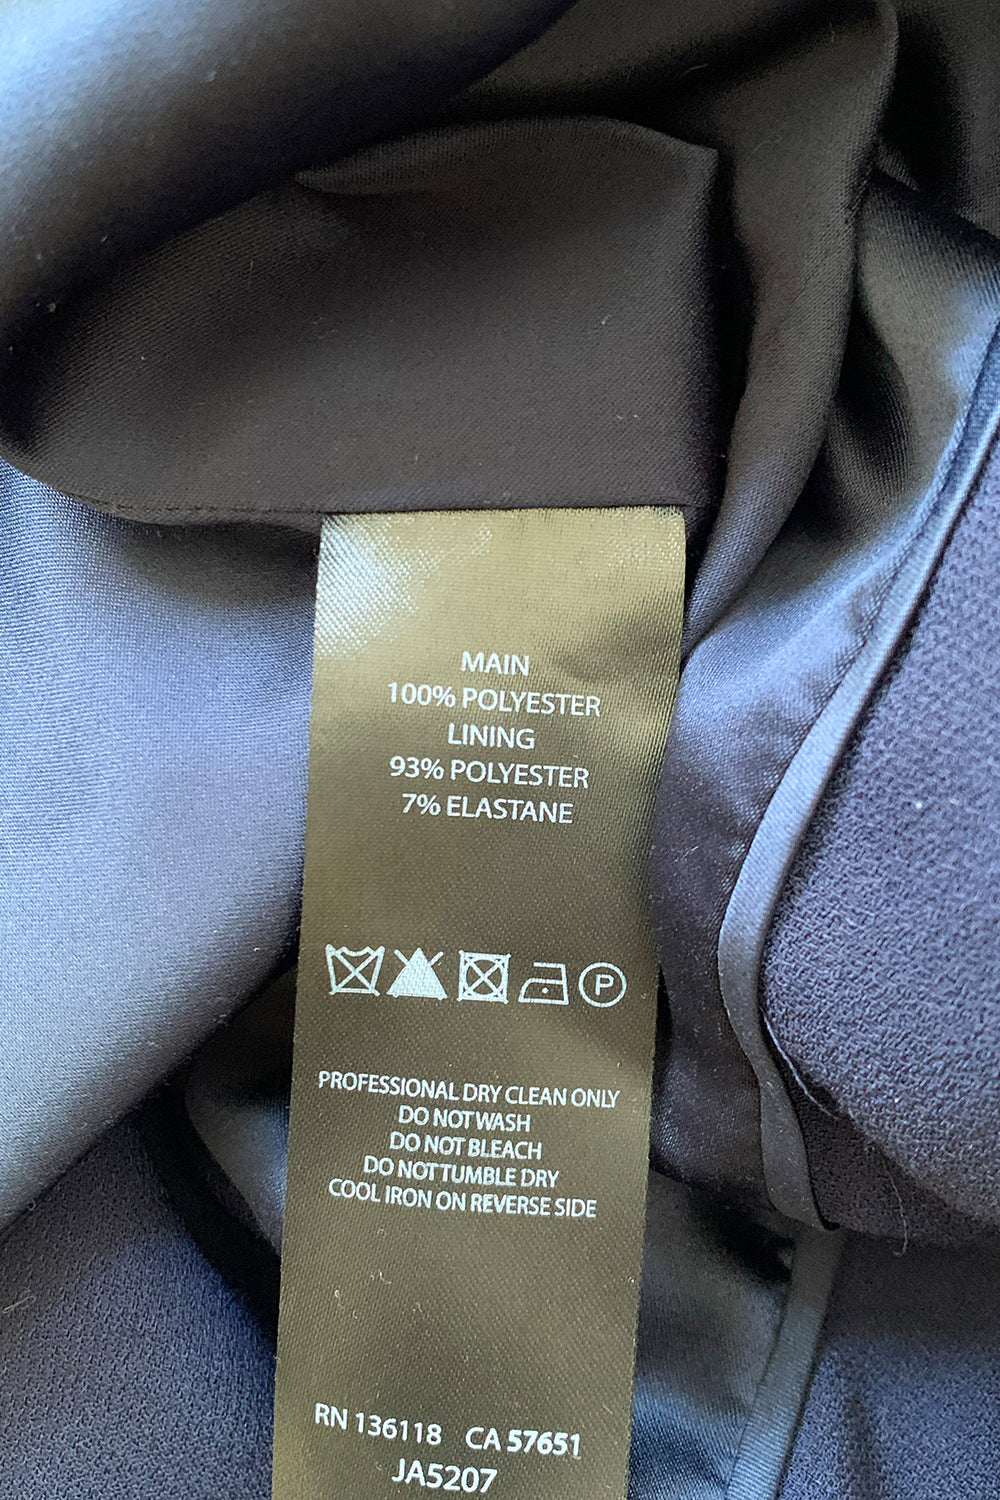 MAIN
100% POLYESTER
LINING
93% POLYESTER
7% ELASTANE
P
PROFESSIONAL DRY CLEAN ONLY
DO NOT WASH
DO NOT BLEACH
DO NOT TUMBLE DRY
COOL IRON ON REVERSE SIDE
RN 136118 CA 57651
JA5207